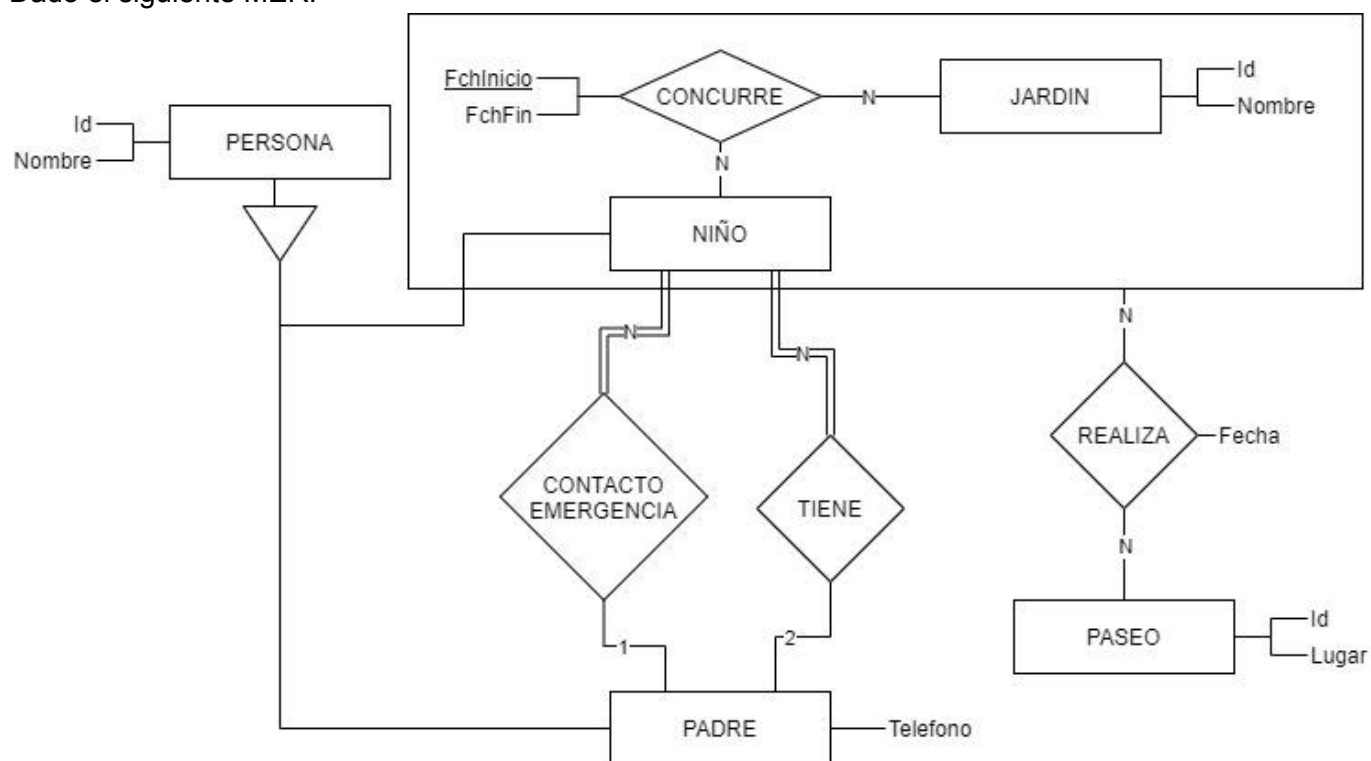 Dado el siguiente MER:
FchInicio
FchFin
CONCURRE
N
JARDIN
Id
Nombre
Id
Nombre
PERSONA
N
NIÑO
N
N
N
REALIZA
Fecha
CONTACTO
EMERGENCIA
TIENE
N
1
2
PASEO
Id
Lugar
PADRE
Telefono